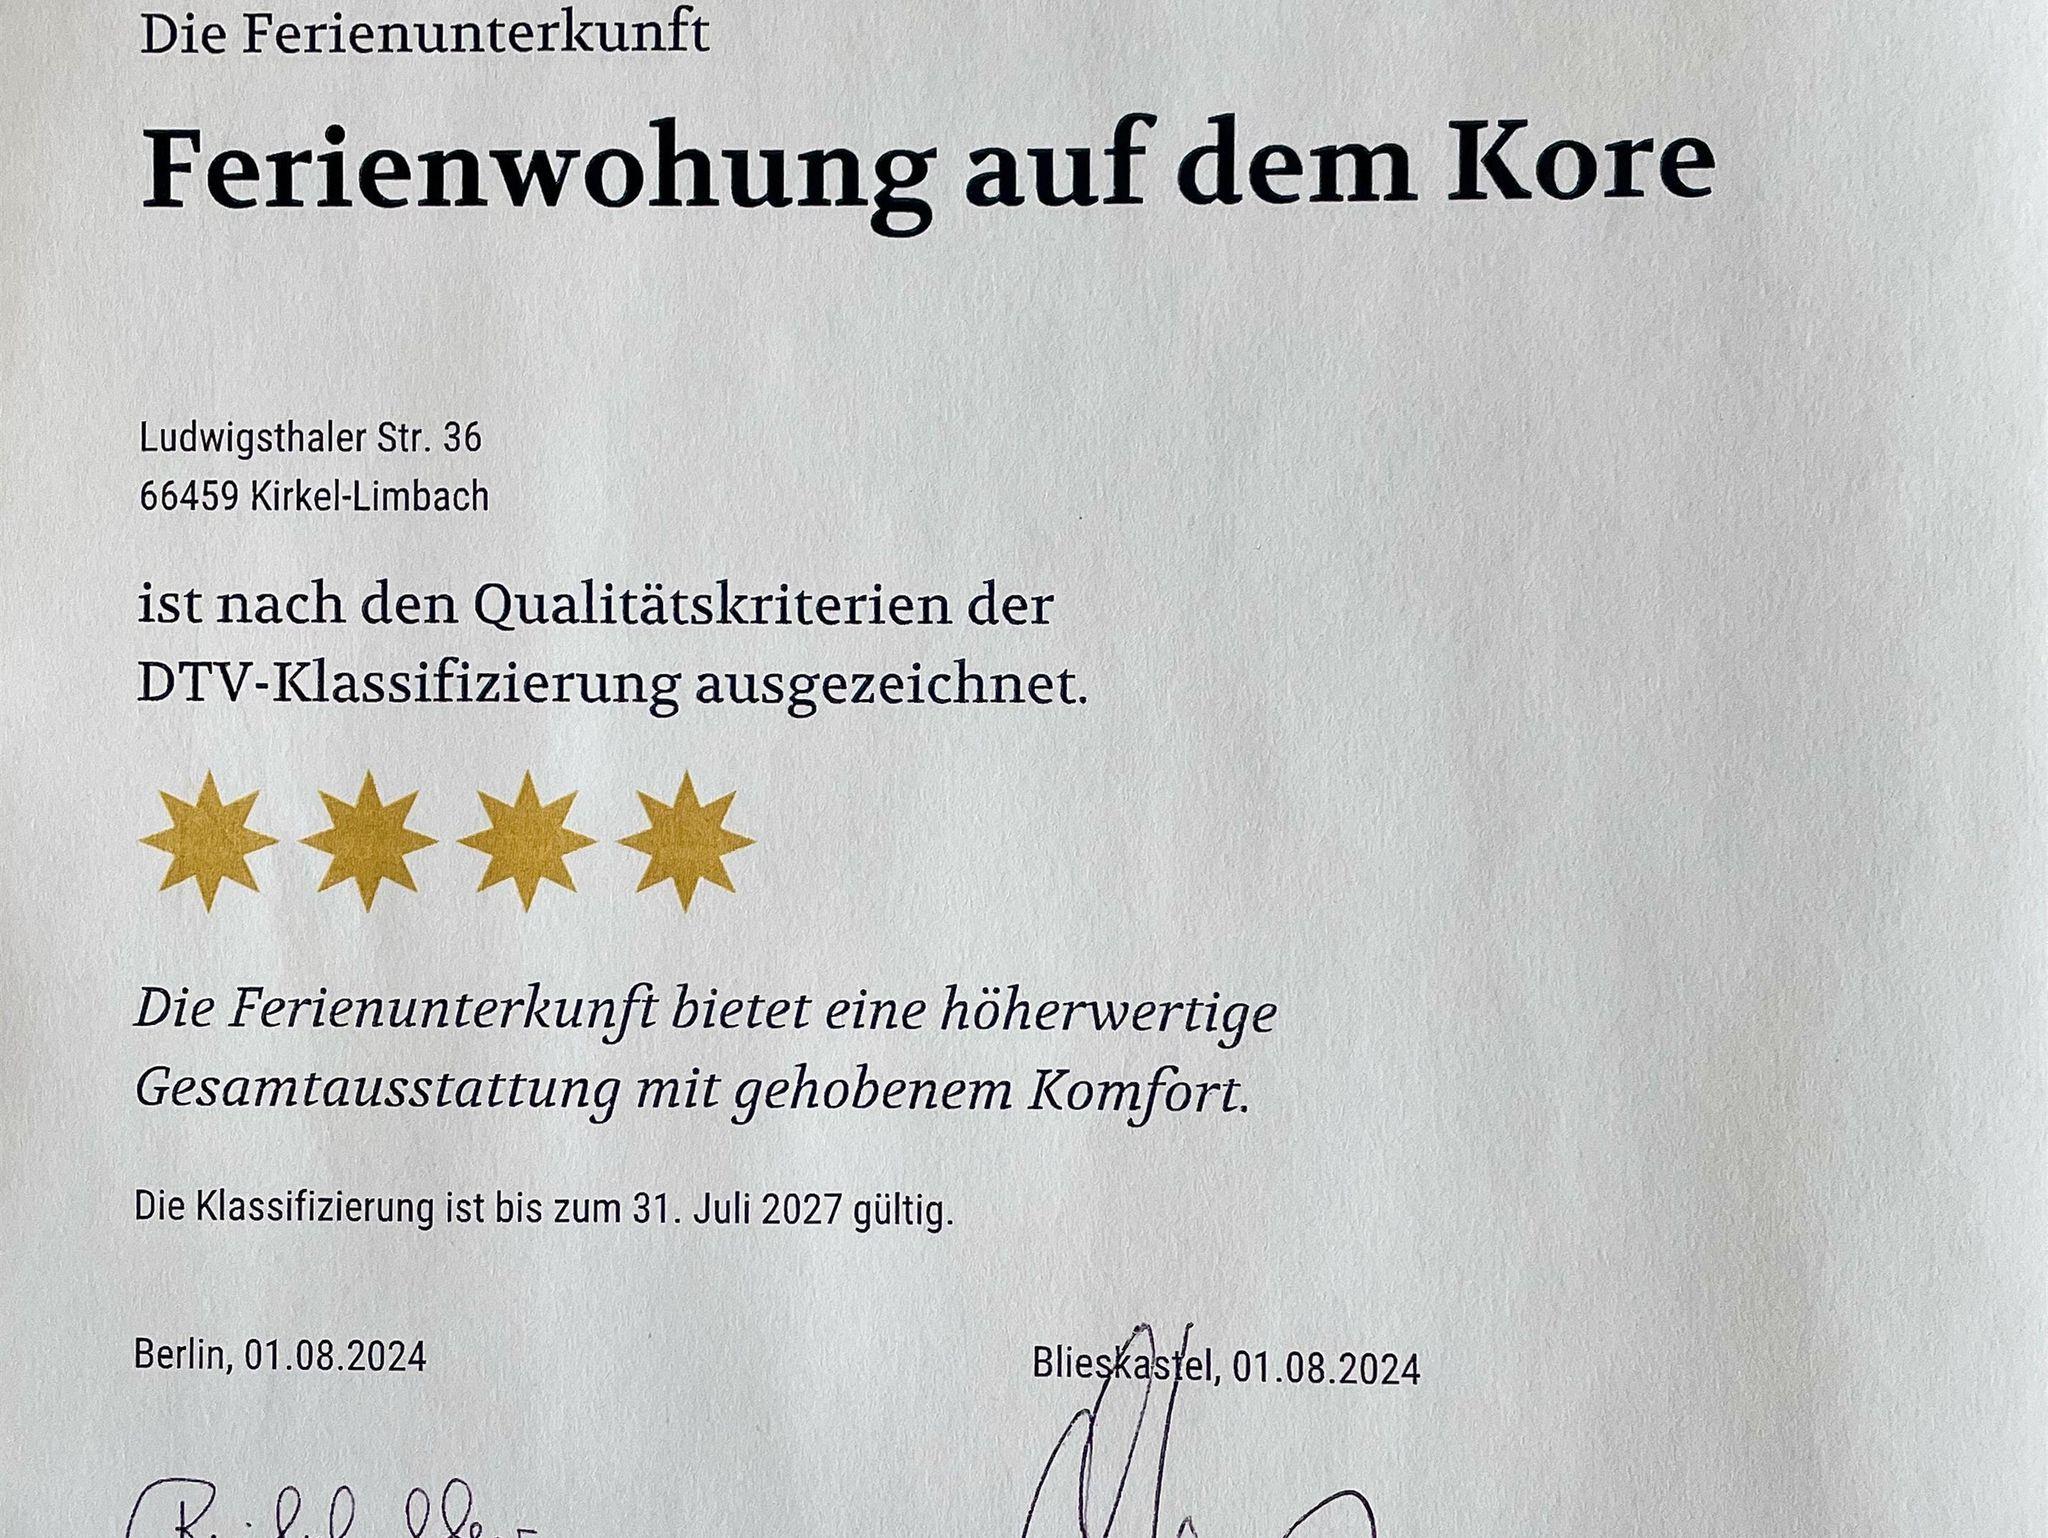 Die Ferienunterkunft
Ferienwohung auf dem Kore
Ludwigsthaler Str. 36
66459 Kirkel-Limbach
ist nach den Qualitätskriterien der
DTV-Klassifizierung ausgezeichnet.
Die Ferienunterkunft bietet eine höherwertige
Gesamtausstattung mit gehobenem Komfort.
Die Klassifizierung ist bis zum 31. Juli 2027 gültig.
Berlin, 01.08.2024
Blieskastel, 01.08.2024